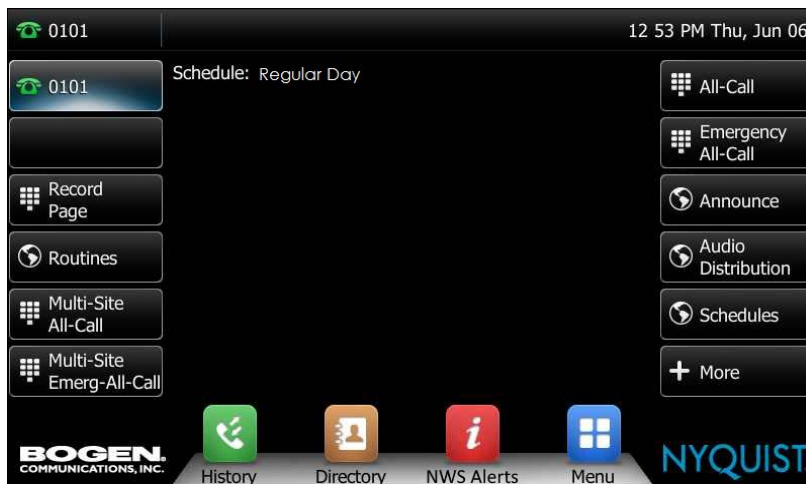 0101
12 53 PM Thu, Jun 06
0101
Schedule: Regular Day
All-Call
Emergency
All-Call
Record
Page
Announce
Routines
Audio
Distribution
Multi-Site
All-Call
Schedules
Multi-Site
Emerg-All-Call
More
BOGEN®
COMMUNICATIONS, INC.
History
Directory
NWS Alerts
Menu
NYQUIST